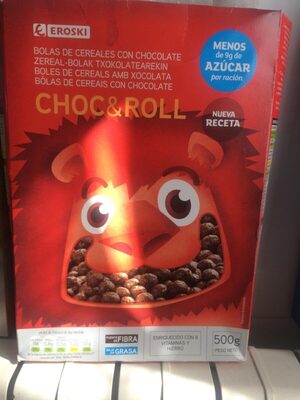 EROSKI
BOLAS DE CEREALES CON CHOCOLATE
ZEREAL-BOLAK TXOKOLATEAREKIN
BOLES DE CEREALS AMB XOCOLATA
BOLAS DE CEREAIS CON CHOCOLATE
CHOC&ROLL
MENOS
de 9g de
AZÚCAR
por ración
NUEVA
RECETA
FIBRA
GRASA
ENRIQUECIDO CON 8
VITAMINAS Y
HIERRO
500g
PESO NETO